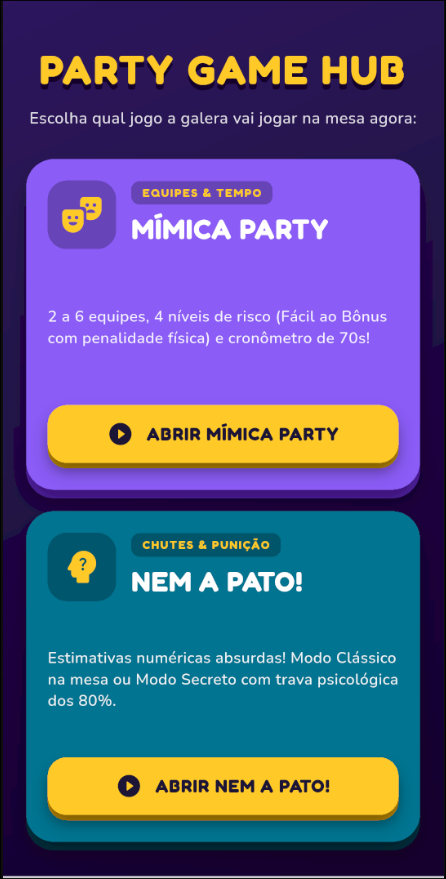 PARTY GAME HUB
Escolha qual jogo a galera vai jogar na mesa agora:
EQUIPES & TEMPO
MÍMICA PARTY
2 a 6 equipes, 4 níveis de risco (Fácil ao Bônus
com penalidade física) e cronômetro de 70s!
ABRIR MÍMICA PARTY
?
CHUTES & PUNIÇÃO
NEM A PATO!
Estimativas numéricas absurdas! Modo Clássico
na mesa ou Modo Secreto com trava psicológica
dos 80%.
ABRIR NEM A PATO!